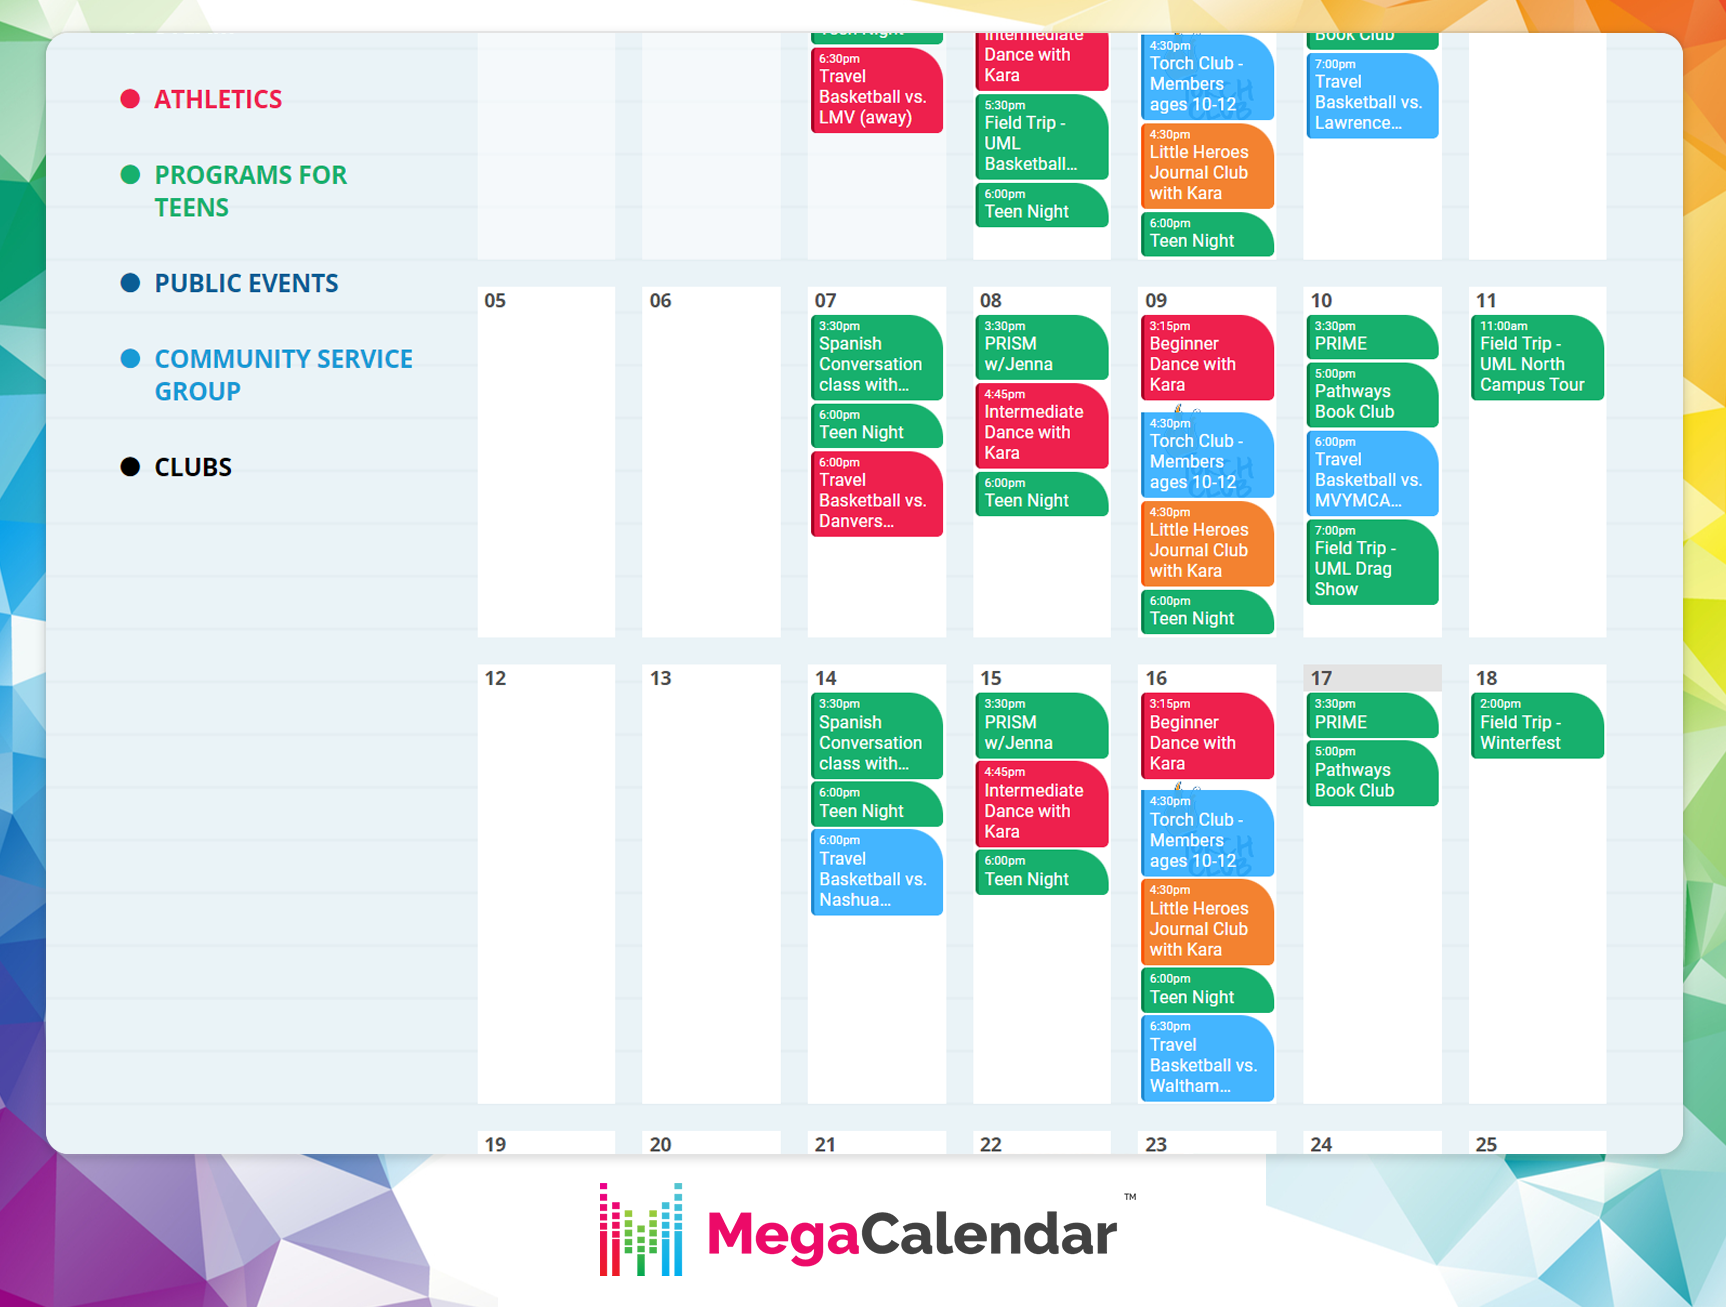 ATHLETICS
PROGRAMS FOR
TEENS
PUBLIC EVENTS
COMMUNITY SERVICE
GROUP
CLUBS
Teen Night
6:30pm
Travel
Basketball vs.
LMV (away)
Intermediate
Dance with
Kara
5:30pm
Field Trip -
UML
Basketball...
6:00pm
Teen Night
4:30pm
Torch Club -
Members
ages 10-12
4:30pm
Little Heroes
Journal Club
with Kara
6:00pm
Teen Night
Book Club
7:00pm
Travel
Basketball vs.
Lawrence...
05
06
07
3:30pm
Spanish
Conversation
class with...
6:00pm
Teen Night
6:00pm
Travel
Basketball vs.
Danvers...
08
3:30pm
PRISM
w/Jenna
4:45pm
Intermediate
Dance with
Kara
6:00pm
Teen Night
09
3:15pm
Beginner
Dance with
Kara
4:30pm
Torch Club -
Members
ages 10-12
4:30pm
Little Heroes
Journal Club
with Kara
6:00pm
Teen Night
10
3:30pm
PRIME
5:00pm
Pathways
Book Club
6:00pm
Travel
Basketball vs.
MVYMCA...
7:00pm
Field Trip -
UML Drag
Show
11
11:00am
Field Trip -
UML North
Campus Tour
12
13
14
3:30pm
Spanish
Conversation
class with...
6:00pm
Teen Night
6:00pm
Travel
Basketball vs.
Nashua...
15
3:30pm
PRISM
w/Jenna
4:45pm
Intermediate
Dance with
Kara
6:00pm
Teen Night
16
3:15pm
Beginner
Dance with
Kara
4:30pm
Torch Club -
Members
ages 10-12
4:30pm
Little Heroes
Journal Club
with Kara
6:00pm
Teen Night
6:30pm
Travel
Basketball vs.
Waltham...
17
3:30pm
PRIME
5:00pm
Pathways
Book Club
18
2:00pm
Field Trip -
Winterfest
19
20
21
22
23
24
25
MegaCalendar™